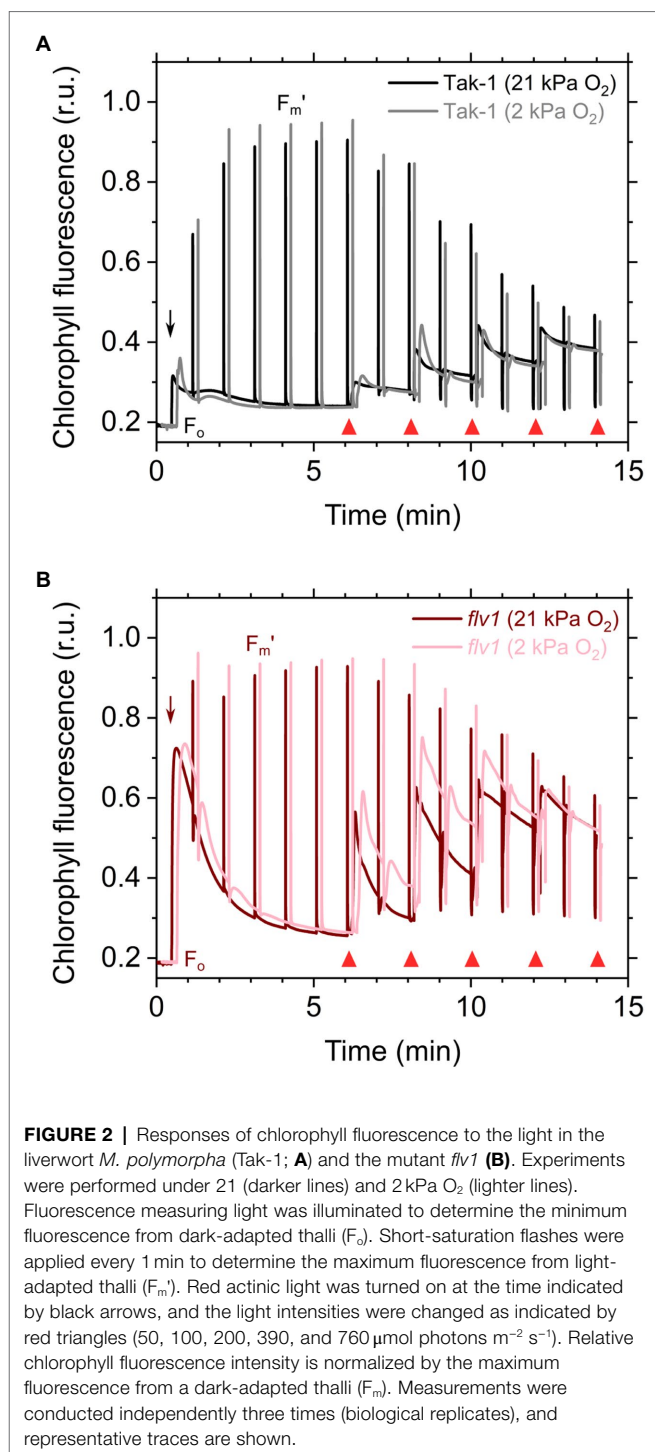 A
Chlorophyll fluorescence (r.u.)
1.0
0.8
0.6
0.4
0.2
Fm'
Tak-1 (21 kPa O2)
Tak-1 (2 kPa O2)
Fo
0
5
10
15
Time (min)
B
Chlorophyll fluorescence (r.u.)
1.0
0.8
0.6
0.4
0.2
Fm'
flv1 (21 kPa O2)
flv1 (2 kPa O2)
Fo
0
5
10
15
Time (min)
FIGURE 2 | Responses of chlorophyll fluorescence to the light in the
liverwort M. polymorpha (Tak-1; A) and the mutant flv1 (B). Experiments
were performed under 21 (darker lines) and 2 kPa O2 (lighter lines).
Fluorescence measuring light was illuminated to determine the minimum
fluorescence from dark-adapted thalli (Fo). Short-saturation flashes were
applied every 1 min to determine the maximum fluorescence from light-
adapted thalli (Fm'). Red actinic light was turned on at the time indicated
by black arrows, and the light intensities were changed as indicated by
red triangles (50, 100, 200, 390, and 760 μmol photons m−2 s−1). Relative
chlorophyll fluorescence intensity is normalized by the maximum
fluorescence from a dark-adapted thalli (Fm). Measurements were
conducted independently three times (biological replicates), and
representative traces are shown.